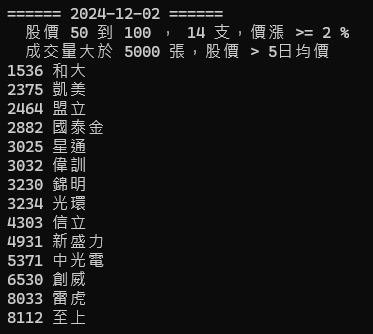 ====== 2024-12-02 ======
股價 50 到 100 , 14 支，價漲 >= 2 %
成交量大於 5000 張，股價 > 5日均價
1536 和大
2375 凱美
2464 盟立
2882 國泰金
3025 星通
3032 偉訓
3230 錦明
3234 光環
4303 信立
4931 新盛力
5371 中光電
6530 創威
8033 雷虎
8112 至上